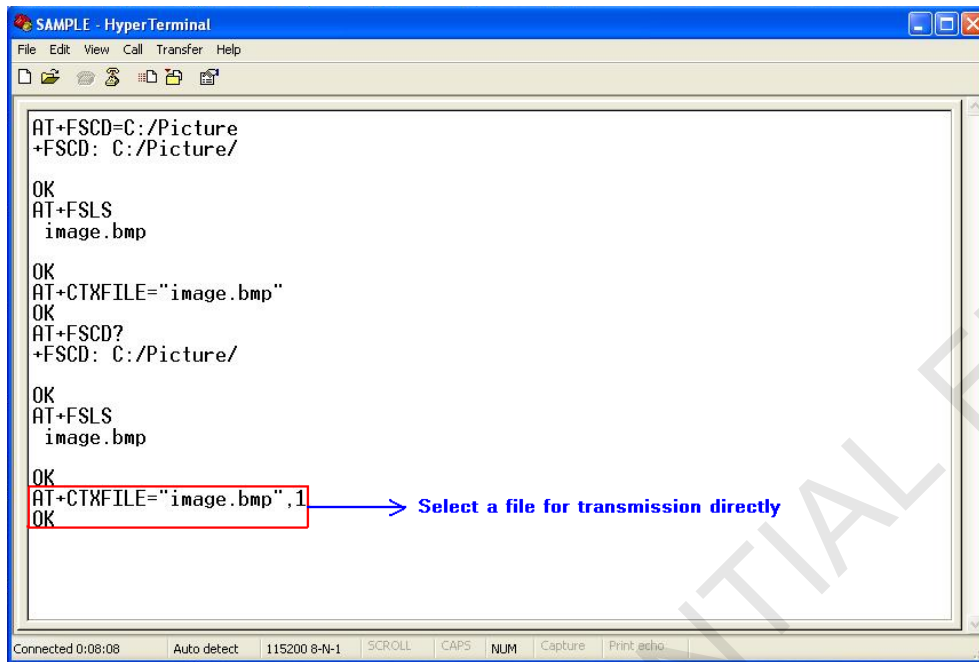 SAMPLE - HyperTerminal
File Edit View Call Transfer Help
AT+FSCD=C:/Picture
+FSCD: C:/Picture/
OK
AT+FSLS
image.bmp
OK
AT+CTXFILE="image.bmp"
OK
AT+FSCD?
+FSCD: C:/Picture/
OK
AT+FSLS
image.bmp
OK
AT+CTXFILE="image.bmp",1
OK
Select a file for transmission directly
Connected 0:08:08 Auto detect 115200 8-N-1 SCROLL CAPS NUM Capture Print echo